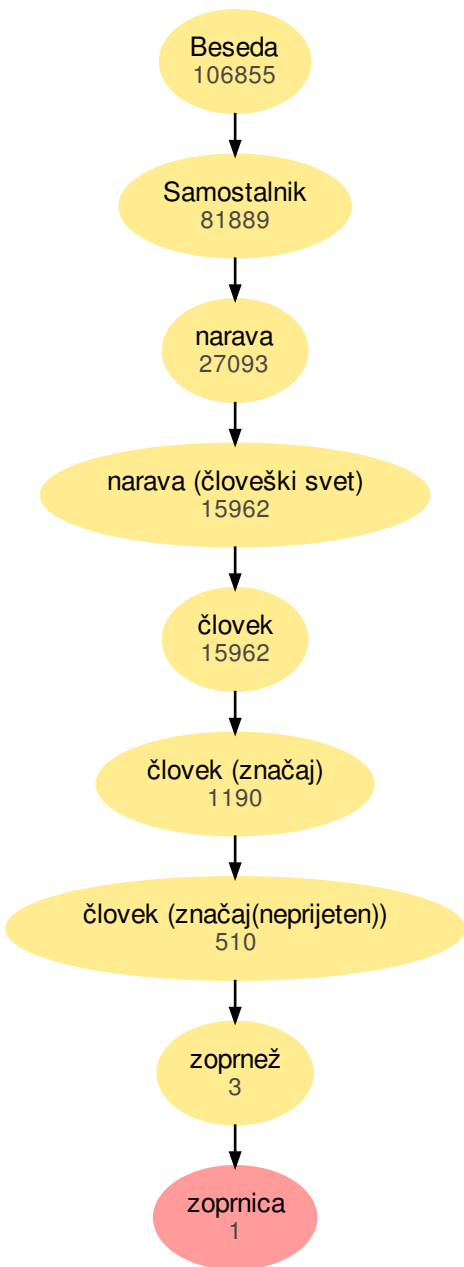 Beseda
106855
Samostalnik
81889
narava
27093
narava (človeški svet)
15962
človek
15962
človek (značaj)
1190
človek (značaj(neprijeten))
510
zoprnež
3
zoprnica
1